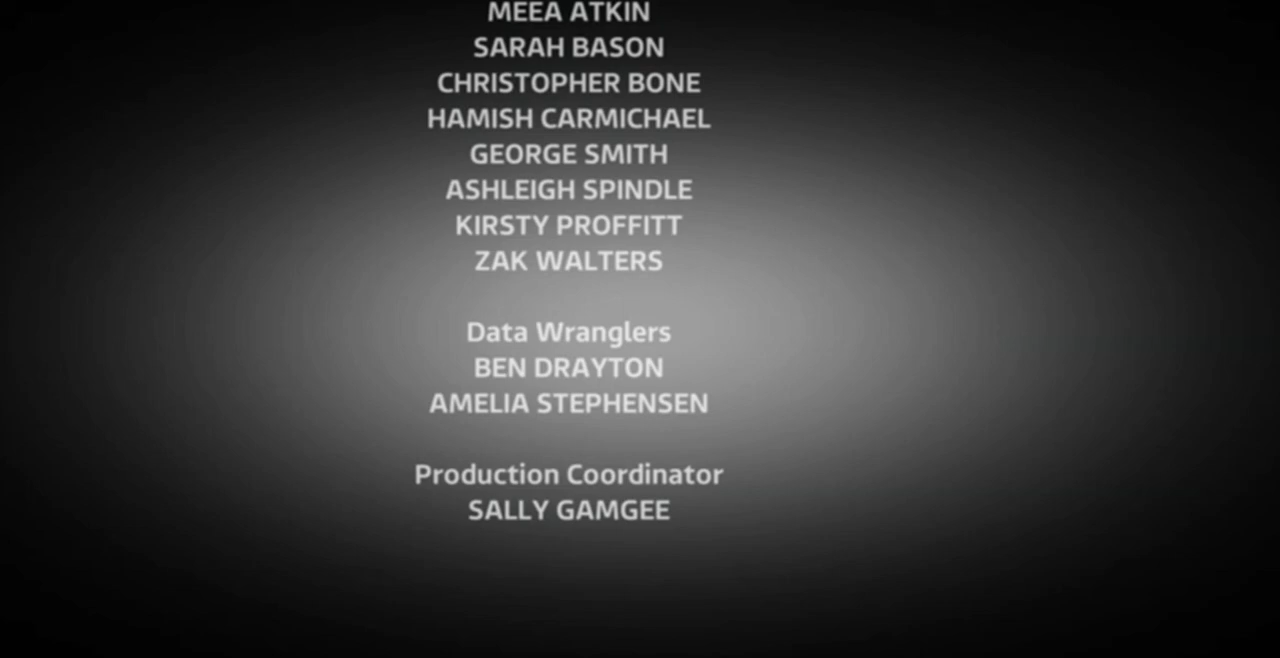 MEEA ATKIN
SARAH BASON
CHRISTOPHER BONE
HAMISH CARMICHAEL
GEORGE SMITH
ASHLEIGH SPINDLE
KIRSTY PROFFITT
ZAK WALTERS
Data Wranglers
BEN DRAYTON
AMELIA STEPHENSEN
Production Coordinator
SALLY GAMGEE